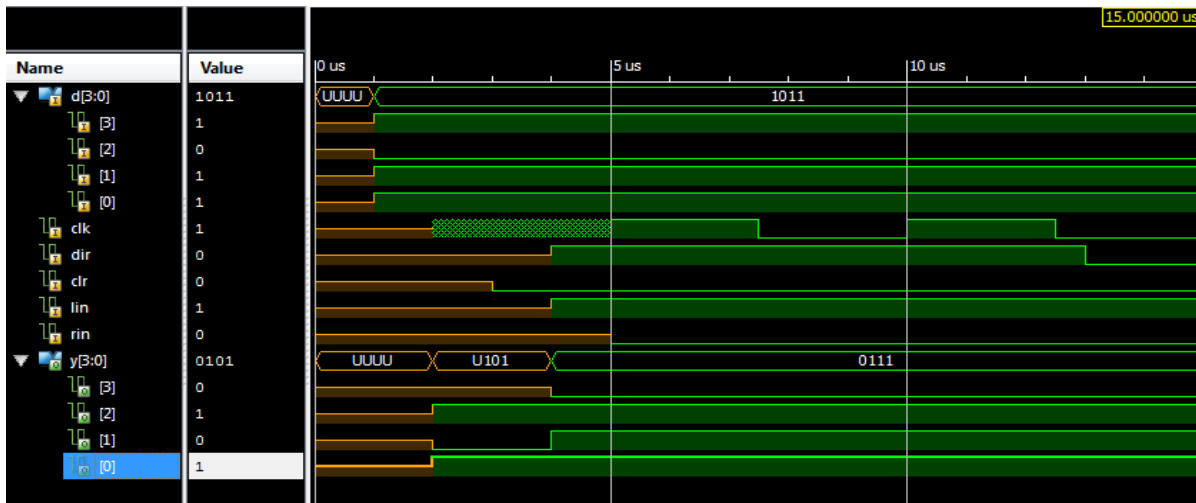 15.000000 us
Name Value 0 us 5 us 10 us
d[3:0] 1011 UUUU 1011
[3] 1
[2] 0
[1] 1
[0] 1
clk 1
dir 0
clr 0
lin 1
rin 0
y[3:0] 0101 UUUU U101 0111
[3] 0
[2] 1
[1] 0
[0] 1